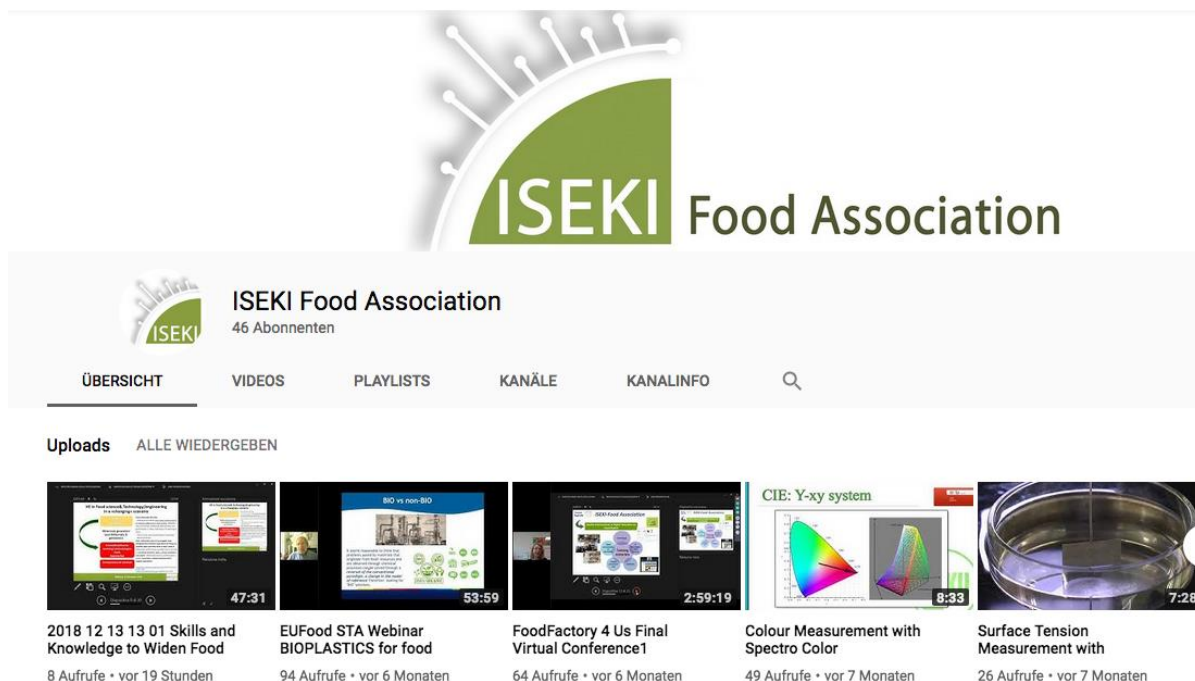 ISEKI Food Association
ISEKI
ISEKI Food Association
46 Abonnenten
ÜBERSICHT VIDEOS PLAYLISTS KANÄLE KANALINFO
Uploads ALLE WIEDERGEBEN
BIO vs non-BIO
ISEKI-Food Association
CIE: Y-xy system
47:31 53:59 2:59:19 8:33 7:28
2018 12 13 13 01 Skills and
Knowledge to Widen Food
8 Aufrufe • vor 19 Stunden
EUFood STA Webinar
BIOPLASTICS for food
94 Aufrufe • vor 6 Monaten
FoodFactory 4 Us Final
Virtual Conference1
64 Aufrufe • vor 6 Monaten
Colour Measurement with
Spectro Color
49 Aufrufe • vor 7 Monaten
Surface Tension
Measurement with
26 Aufrufe • vor 7 Monaten